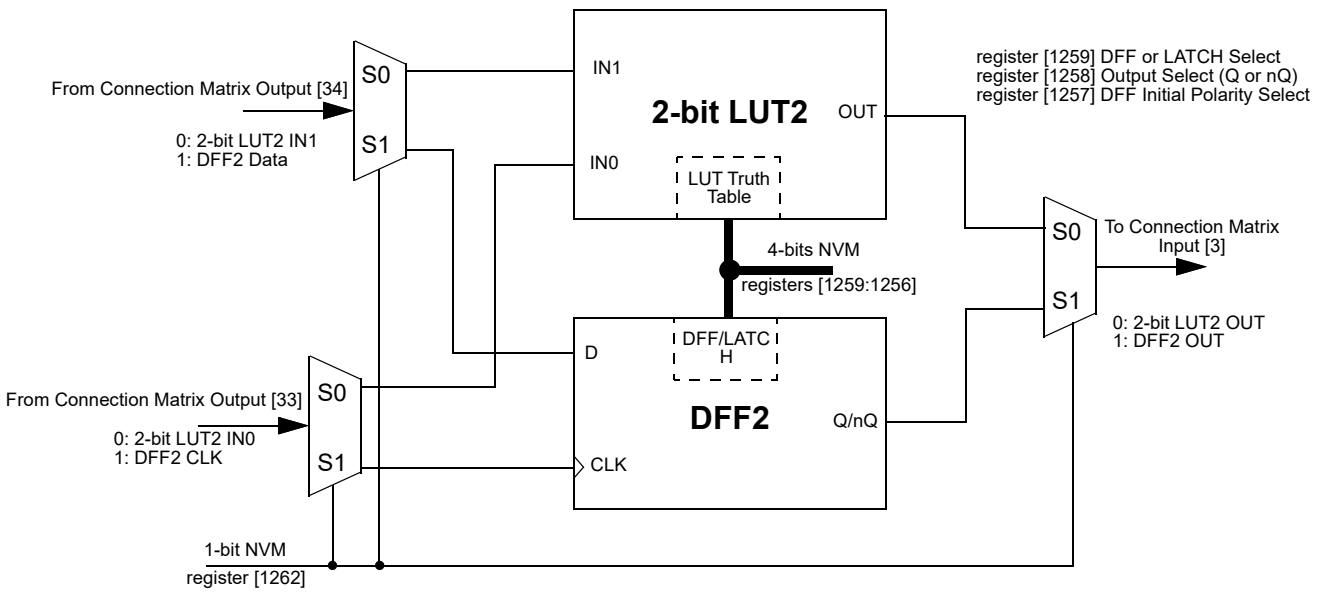 From Connection Matrix Output [34]
0: 2-bit LUT2 IN1
1: DFF2 Data
S0
S1
IN1
IN0
2-bit LUT2
OUT
LUT Truth
Table
register [1259] DFF or LATCH Select
register [1258] Output Select (Q or nQ)
register [1257] DFF Initial Polarity Select
4-bits NVM
registers [1259:1256]
S0
S1
To Connection Matrix
Input [3]
0: 2-bit LUT2 OUT
1: DFF2 OUT
From Connection Matrix Output [33]
0: 2-bit LUT2 IN0
1: DFF2 CLK
S0
S1
D
DFF/LATC
H
DFF2
Q/nQ
CLK
1-bit NVM
register [1262]